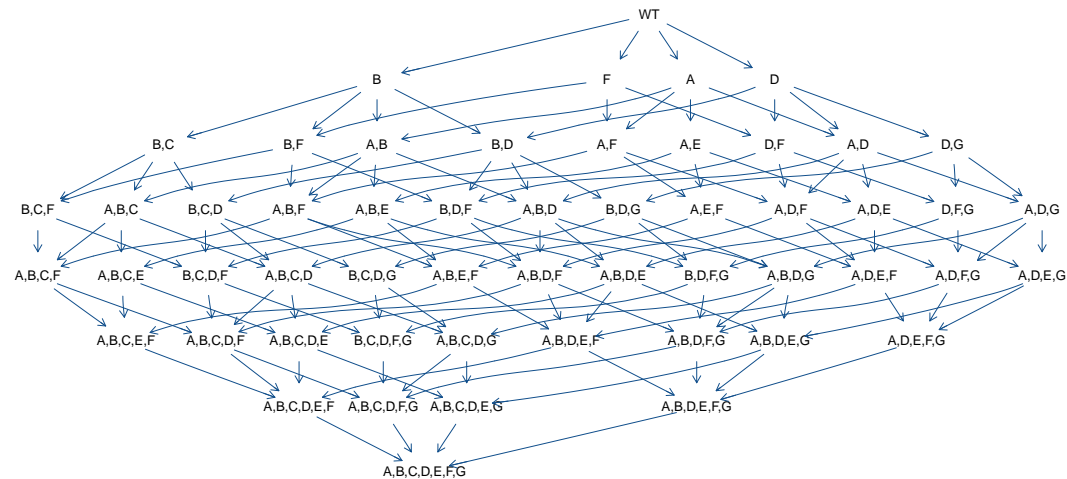 WT
B F A D
B,C B,F A,B B,D A,F A,E D,F A,D D,G
B,C,F A,B,C B,C,D A,B,F A,B,E B,D,F A,B,D B,D,G A,E,F A,D,F A,D,E D,F,G A,D,G
A,B,C,F A,B,C,E B,C,D,F A,B,C,D B,C,D,G A,B,E,F A,B,D,F A,B,D,E B,D,F,G A,B,D,G A,D,E,F A,D,F,G A,D,E,G
A,B,C,E,F A,B,C,D,F A,B,C,D,E B,C,D,F,G A,B,C,D,G A,B,D,E,F A,B,D,F,G A,B,D,E,G A,D,E,F,G
A,B,C,D,E,F A,B,C,D,F,G A,B,C,D,E,G A,B,D,E,F,G
A,B,C,D,E,F,G